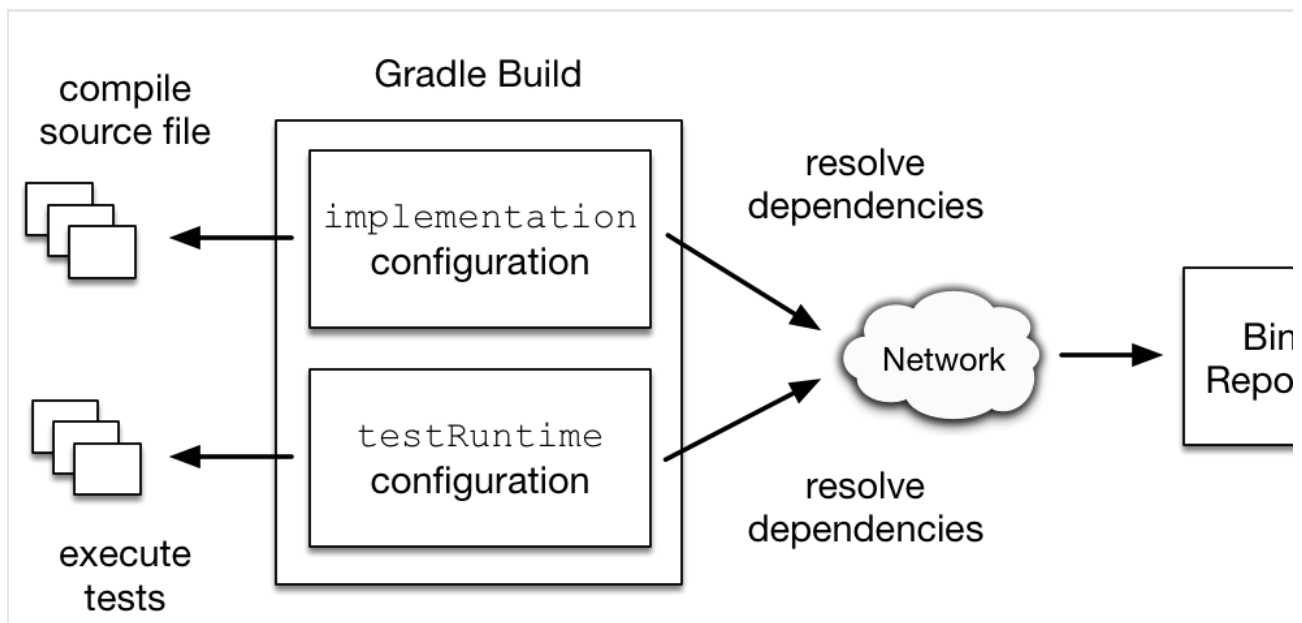 Gradle Build
compile
source file
implementation
configuration
resolve
dependencies
Network
testRuntime
configuration
resolve
dependencies
execute
tests